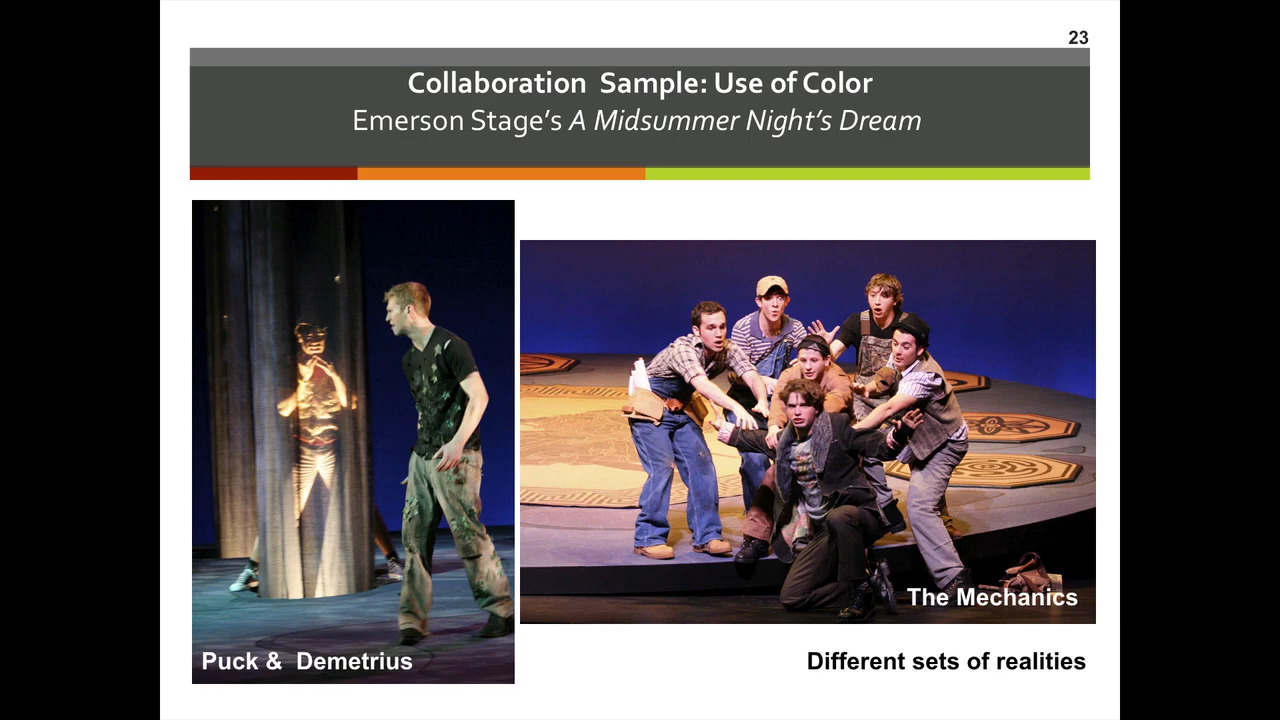 23
Collaboration Sample: Use of Color
Emerson Stage's A Midsummer Night's Dream
Puck & Demetrius
The Mechanics
Different sets of realities